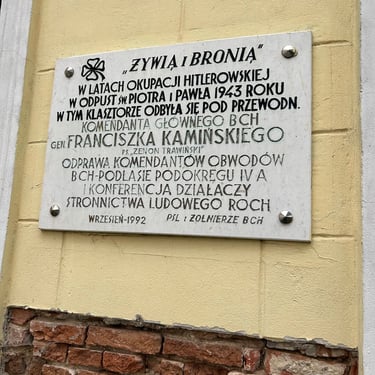 „ŻYWIĄ I BRONIĄ"
W LATACH OKUPACJI HITLEROWSKIEJ
W ODPUST ŚW PIOTRA I PAWŁA 1943 ROKU
W TYM KLASZTORZE ODBYŁA SIĘ POD PRZEWODN.
KOMENDANTA GŁÓWNEGO BCH
GEN. FRANCISZKA KAMIŃSKIEGO
PS. „ZENON TRAWIŃSKI"
ODPRAWA KOMENDANTÓW OBWODÓW
BCH-PODLASIE PODOKRĘGU IV A
I KONFERENCJA DZIAŁACZY
STRONNICTWA LUDOWEGO ROCH
WRZESIEŃ-1992 PSL I ŻOŁNIERZE BCH